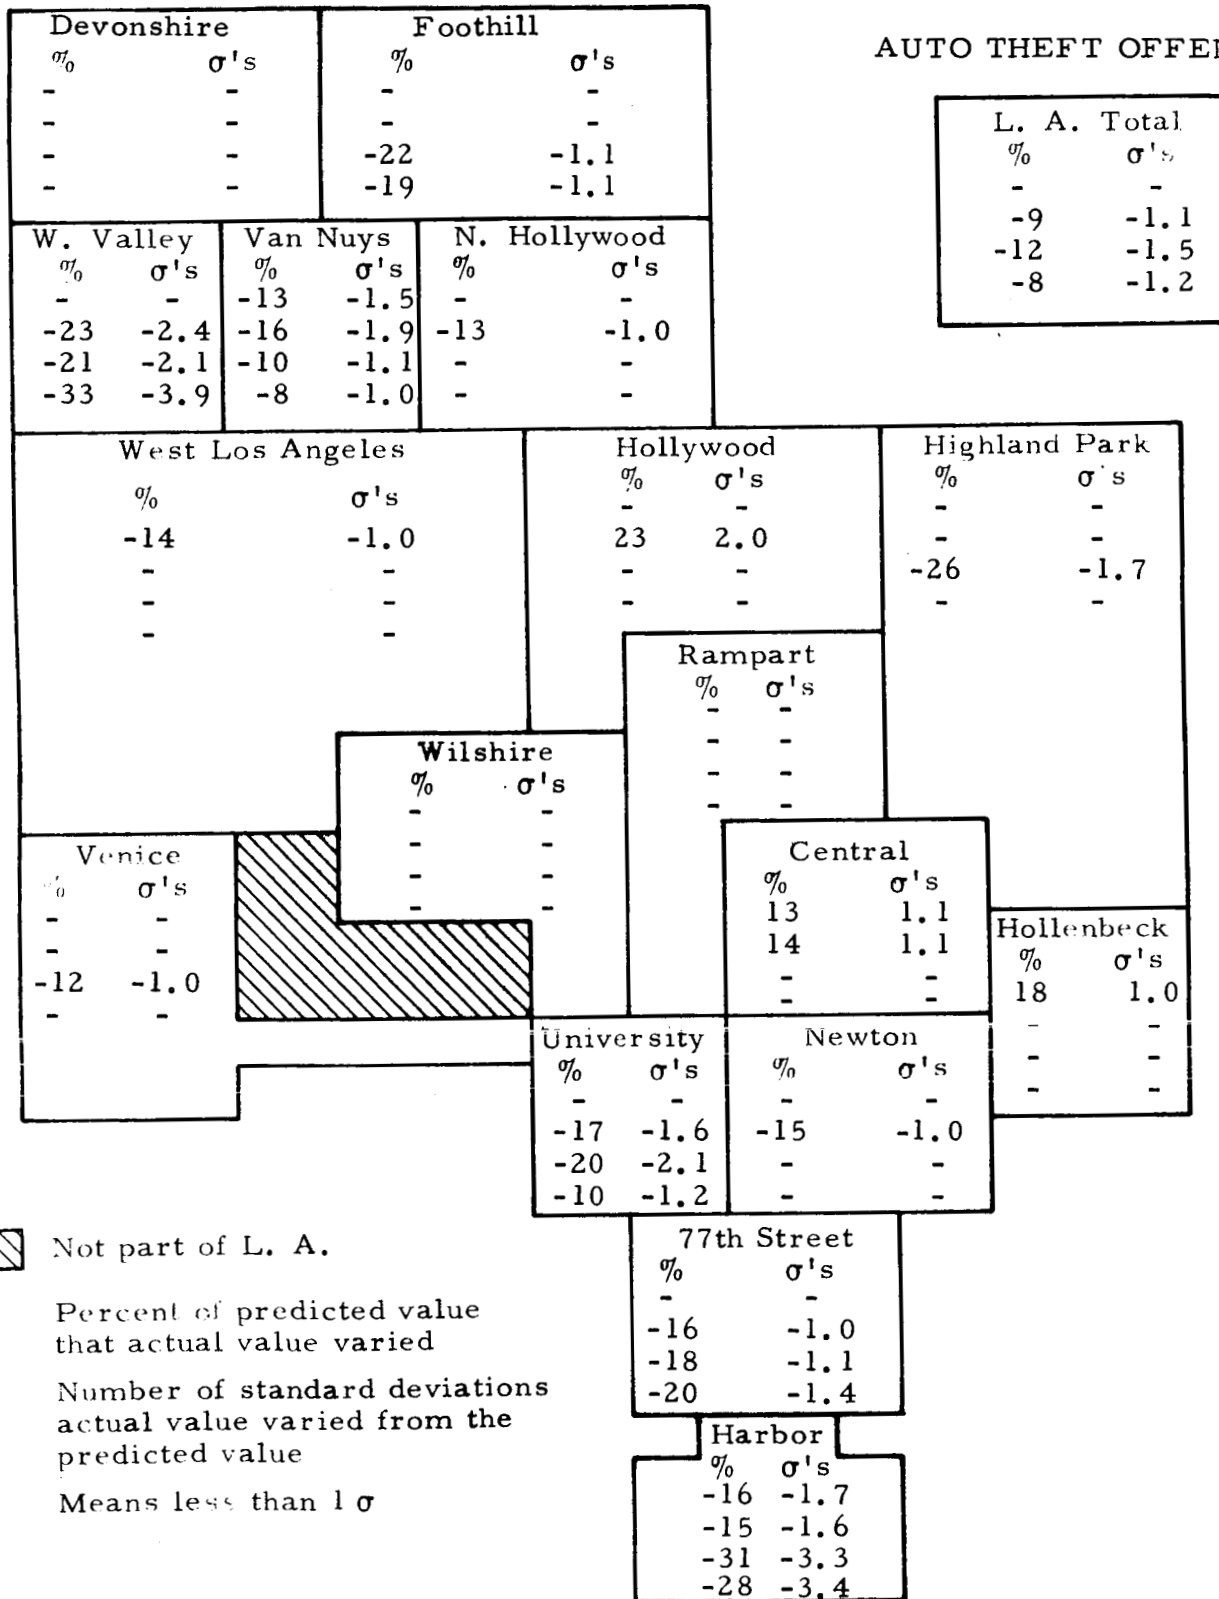 Devonshire
% σ's
- -
- -
- -
- -
Foothill
% σ's
- -
- -
-22 -1.1
-19 -1.1
AUTO THEFT
L. A. Total
% σ's
- -
-9 -1.1
-12 -1.5
-8 -1.2
W. Valley
% σ's
- -
-23 -2.4
-21 -2.1
-33 -3.9
Van Nuys
% σ's
-13 -1.5
-16 -1.9
-10 -1.1
-8 -1.0
N. Hollywood
% σ's
- -
-13 -1.0
- -
- -
West Los Angeles
% σ's
-14 -1.0
- -
- -
- -
Hollywood
% σ's
- -
23 2.0
- -
- -
Highland Park
% σ's
- -
- -
-26 -1.7
- -
Rampart
% σ's
- -
- -
- -
- -
Wilshire
% σ's
- -
- -
- -
- -
Venice
% σ's
- -
- -
-12 -1.0
- -
Central
% σ's
13 1.1
14 1.1
- -
- -
Hollenbeck
% σ's
18 1.0
- -
- -
- -
University
% σ's
- -
-17 -1.6
-20 -2.1
-10 -1.2
Newton
% σ's
- -
-15 -1.0
- -
- -
77th Street
% σ's
- -
-16 -1.0
-18 -1.1
-20 -1.4
Harbor
% σ's
-16 -1.7
-15 -1.6
-31 -3.3
-28 -3.4
Not part of L. A.
Percent of predicted value
that actual value varied
Number of standard deviations
actual value varied from the
predicted value
Means less than 1 σ